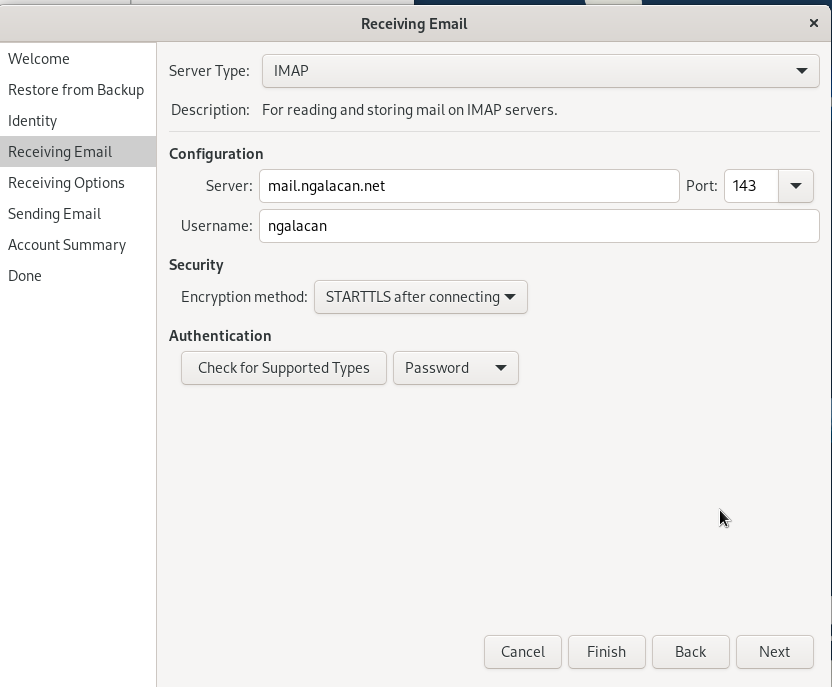 Receiving Email ×
Welcome
Restore from Backup
Identity
Receiving Email
Receiving Options
Sending Email
Account Summary
Done
Server Type: IMAP
Description: For reading and storing mail on IMAP servers.
Configuration
Server: mail.ngalacan.net Port: 143
Username: ngalacan
Security
Encryption method: STARTTLS after connecting
Authentication
Check for Supported Types Password
Cancel Finish Back Next